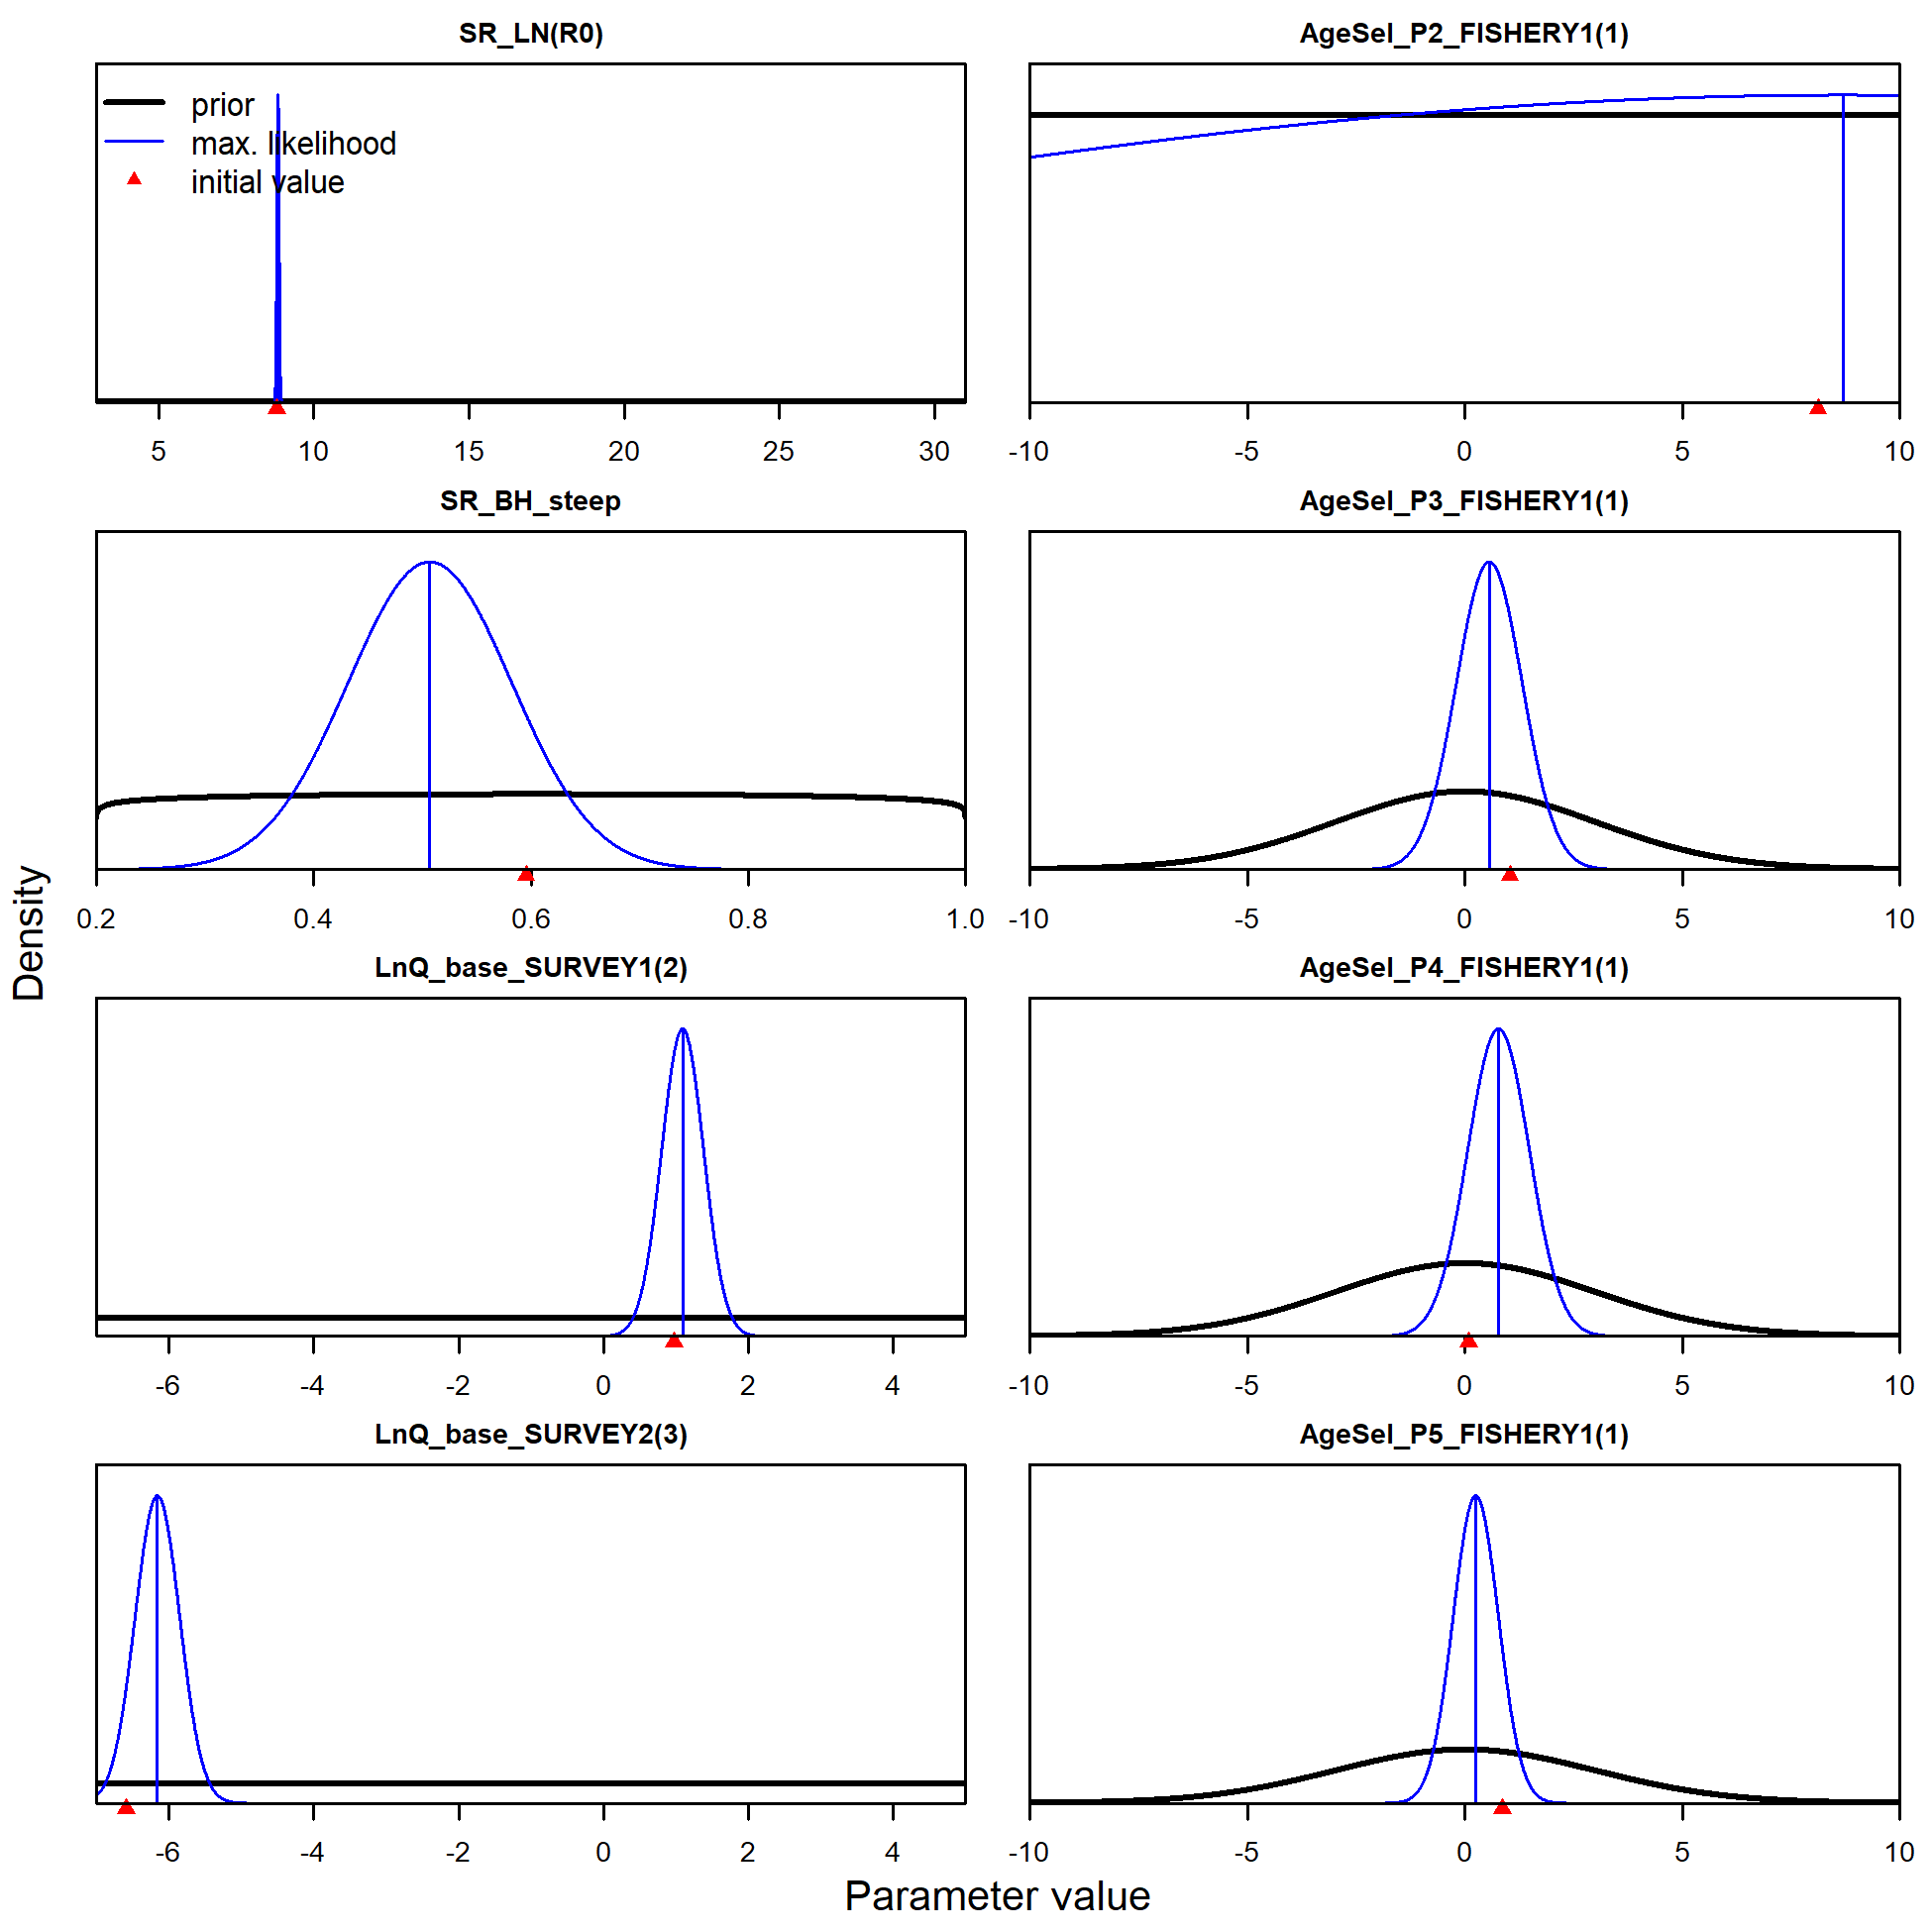 SR_LN(R0)
prior
max. likelihood
initial value
5 10 15 20 25 30
AgeSel_P2_FISHERY1(1)
-10 -5 0 5 10
SR_BH_steep
0.2 0.4 0.6 0.8 1.0
AgeSel_P3_FISHERY1(1)
-10 -5 0 5 10
LnQ_base_SURVEY1(2)
-6 -4 -2 0 2 4
AgeSel_P4_FISHERY1(1)
-10 -5 0 5 10
LnQ_base_SURVEY2(3)
-6 -4 -2 0 2 4
AgeSel_P5_FISHERY1(1)
-10 -5 0 5 10
Density
Parameter value